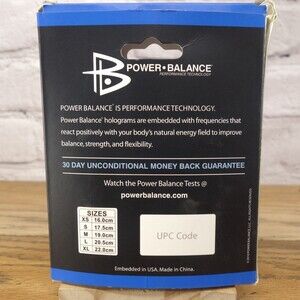 POWER•BALANCE™
PERFORMANCE TECHNOLOGY
POWER BALANCE® IS PERFORMANCE TECHNOLOGY.
Power Balance® holograms are embedded with frequencies that
react positively with your body's natural energy field to improve
balance, strength, and flexibility.
30 DAY UNCONDITIONAL MONEY BACK GUARANTEE
Watch the Power Balance Tests @
powerbalance.com
SIZES
XS 16.0cm
S 17.5cm
M 19.0cm
L 20.5cm
XL 22.0cm
UPC Code
Embedded in USA. Made in China.